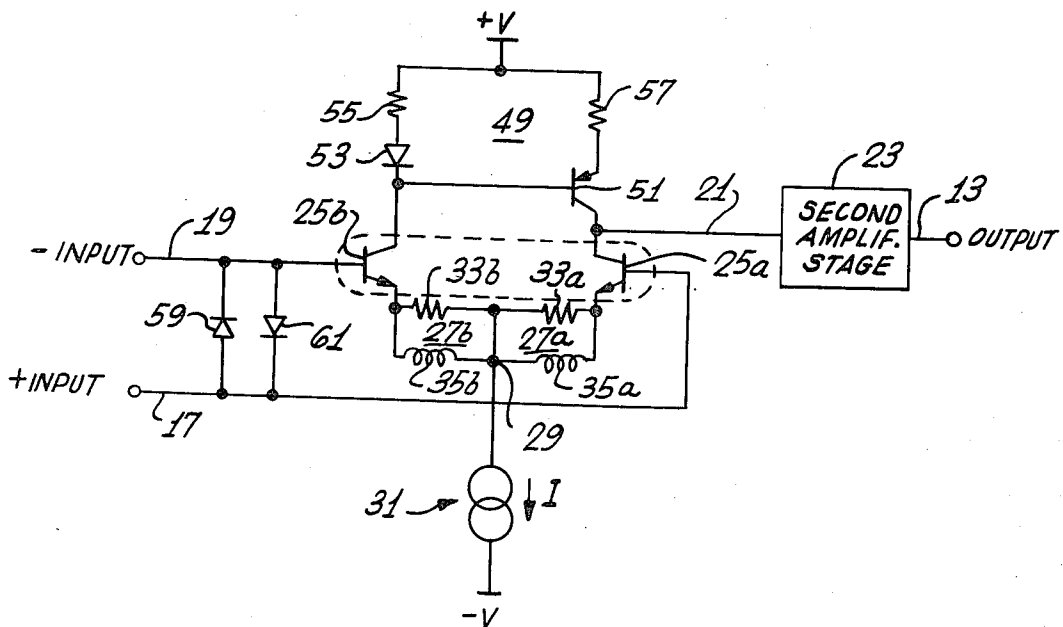 +V
55
57
49
53
51
23
21
13
SECOND
AMPLIF.
STAGE
OUTPUT
25b
25a
19
- INPUT
33b
33a
59
61
27b
27a
+INPUT
35b
35a
17
29
31
I
-V